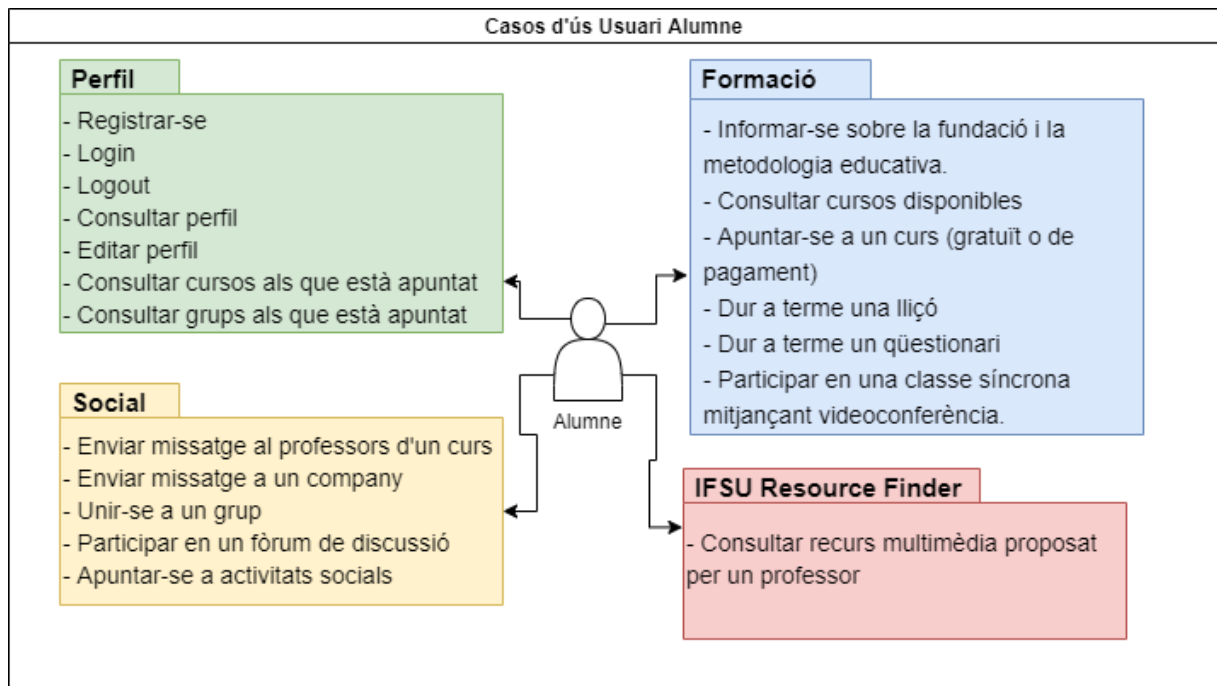 Casos d'ús Usuari Alumne
Perfil
- Registrar-se
- Login
- Logout
- Consultar perfil
- Editar perfil
- Consultar cursos als que està apuntat
- Consultar grups als que està apuntat
Formació
- Informar-se sobre la fundació i la
metodologia educativa.
- Consultar cursos disponibles
- Apuntar-se a un curs (gratuït o de
pagament)
- Dur a terme una lliçó
- Dur a terme un qüestionari
- Participar en una classe síncrona
mitjançant videoconferència.
Alumne
Social
- Enviar missatge al professors d'un curs
- Enviar missatge a un company
- Unir-se a un grup
- Participar en un fòrum de discussió
- Apuntar-se a activitats socials
IFSU Resource Finder
- Consultar recurs multimèdia proposat
per un professor